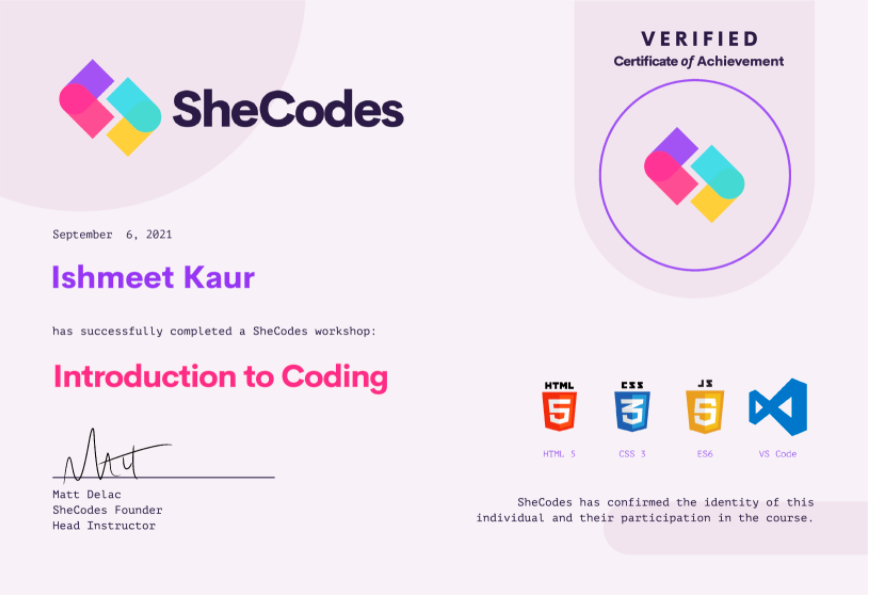 SheCodes
VERIFIED
Certificate of Achievement
September 6, 2021
Ishmeet Kaur
has successfully completed a SheCodes workshop:
Introduction to Coding
HTML
5
CSS
3
JS
5
HTML 5
CSS 3
ES6
VS Code
Matt
Matt Delac
SheCodes Founder
Head Instructor
SheCodes has confirmed the identity of this
individual and their participation in the course.